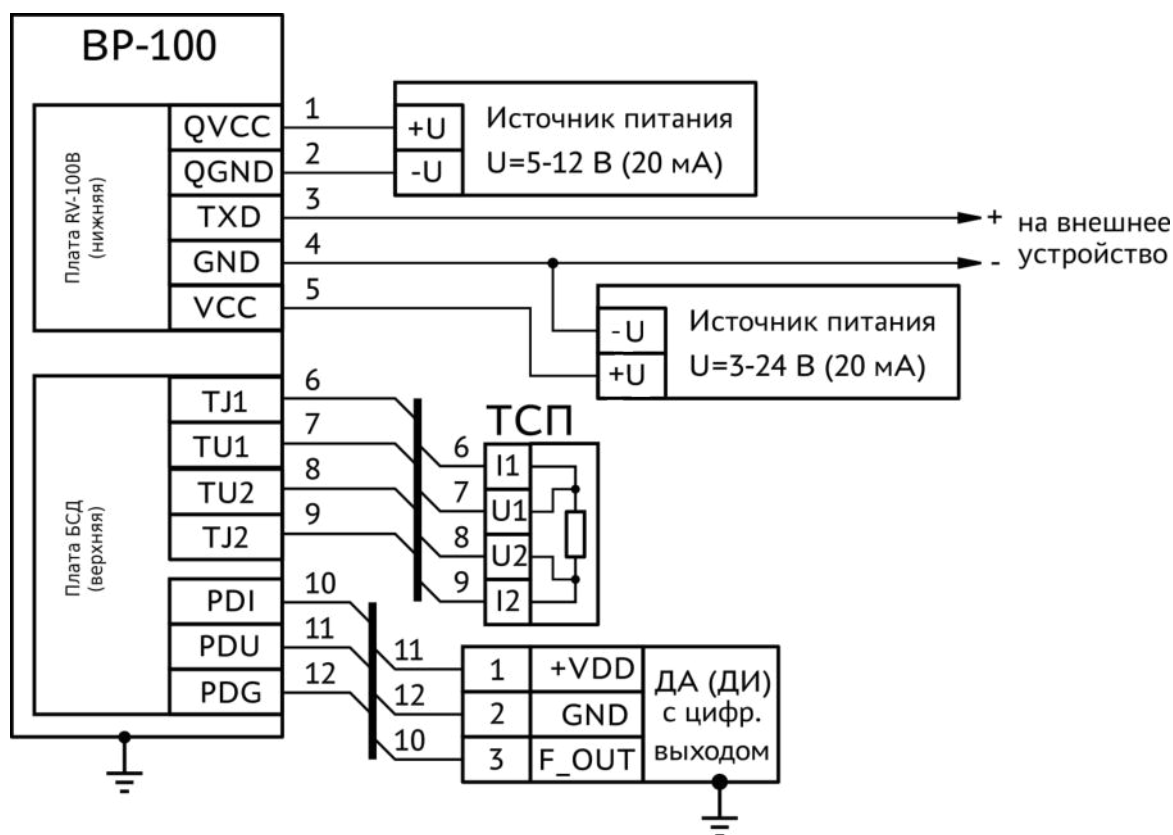 ВР-100
Плата RV-100В
(нижняя)
QVCC
1
QGND
2
TXD
3
GND
4
VCC
5
+U
-U
Источник питания
U=5-12 В (20 мА)
+
-
на внешнее
устройство
-U
+U
Источник питания
U=3-24 В (20 мА)
Плата БСД
(верхняя)
TJ1
6
TU1
7
TU2
8
TJ2
9
PDI
10
PDU
11
PDG
12
ТСП
6
I1
7
U1
8
U2
9
I2
11
1
+VDD
12
2
GND
10
3
F_OUT
ДА (ДИ)
с цифр.
выходом